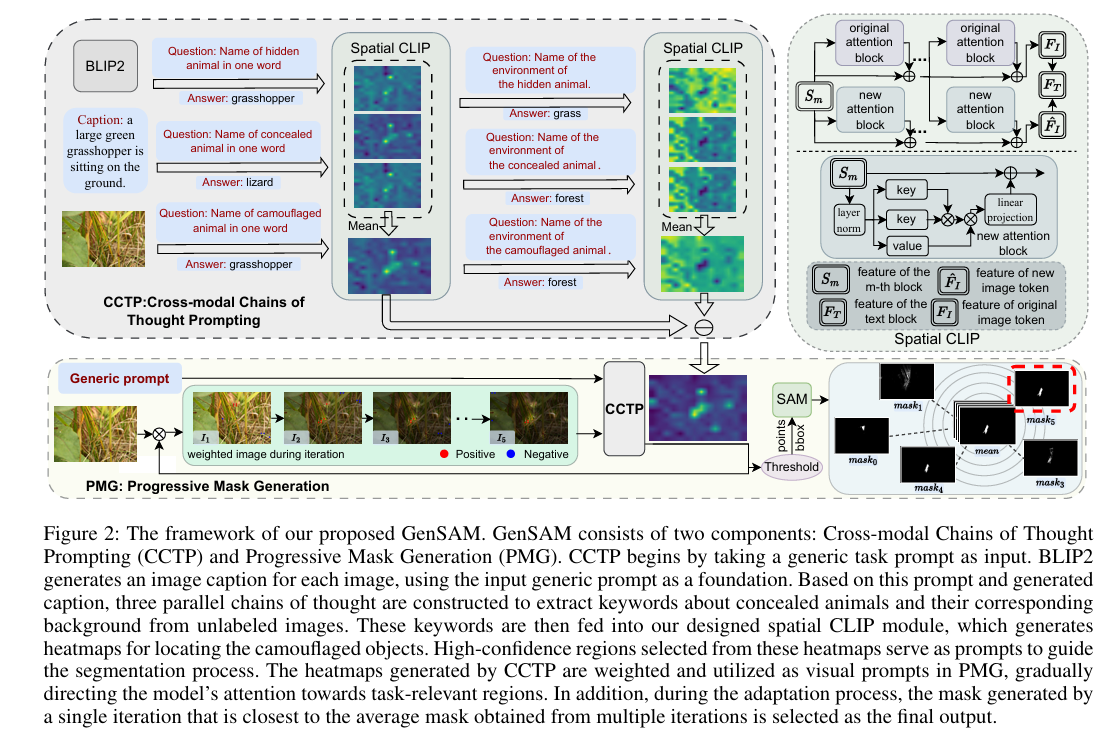 BLIP2
Caption: a
large green
grasshopper is
sitting on the
ground.
Question: Name of hidden
animal in one word
Answer: grasshopper
Question: Name of concealed
animal in one word
Answer: lizard
Question: Name of camouflaged
animal in one word
Answer: grasshopper
CCTP:Cross-modal Chains of
Thought Prompting
Spatial CLIP
Mean
Question: Name of the
environment of
the hidden animal.
Answer: grass
Question: Name of the
environment of
the concealed animal.
Answer: forest
Question: Name of the
environment of
the camouflaged animal.
Answer: forest
Spatial CLIP
Mean
original
attention
block
original
attention
block
...
S_m
new
attention
block
new
attention
block
...
F_I
F_T
F̂_I
S_m
layer
norm
key
key
value
linear
projection
new attention
block
S_m
feature of the
m-th block
F̂_I
feature of new
image token
F_T
feature of the
text block
F_I
feature of original
image token
Spatial CLIP
Generic prompt
I_1
I_2
I_3
...
I_5
weighted image during iteration
Positive
Negative
CCTP
PMG: Progressive Mask Generation
SAM
points
bbox
Threshold
mask_1
mask_5
mask_0
mean
mask_4
mask_3
Figure 2: The framework of our proposed GenSAM. GenSAM consists of two components: Cross-modal Chains of Thought
Prompting (CCTP) and Progressive Mask Generation (PMG). CCTP begins by taking a generic task prompt as input. BLIP2
generates an image caption for each image, using the input generic prompt as a foundation. Based on this prompt and generated
caption, three parallel chains of thought are constructed to extract keywords about concealed animals and their corresponding
background from unlabeled images. These keywords are then fed into our designed spatial CLIP module, which generates
heatmaps for locating the camouflaged objects. High-confidence regions selected from these heatmaps serve as prompts to guide
the segmentation process. The heatmaps generated by CCTP are weighted and utilized as visual prompts in PMG, gradually
directing the model's attention towards task-relevant regions. In addition, during the adaptation process, the mask generated by
a single iteration that is closest to the average mask obtained from multiple iterations is selected as the final output.